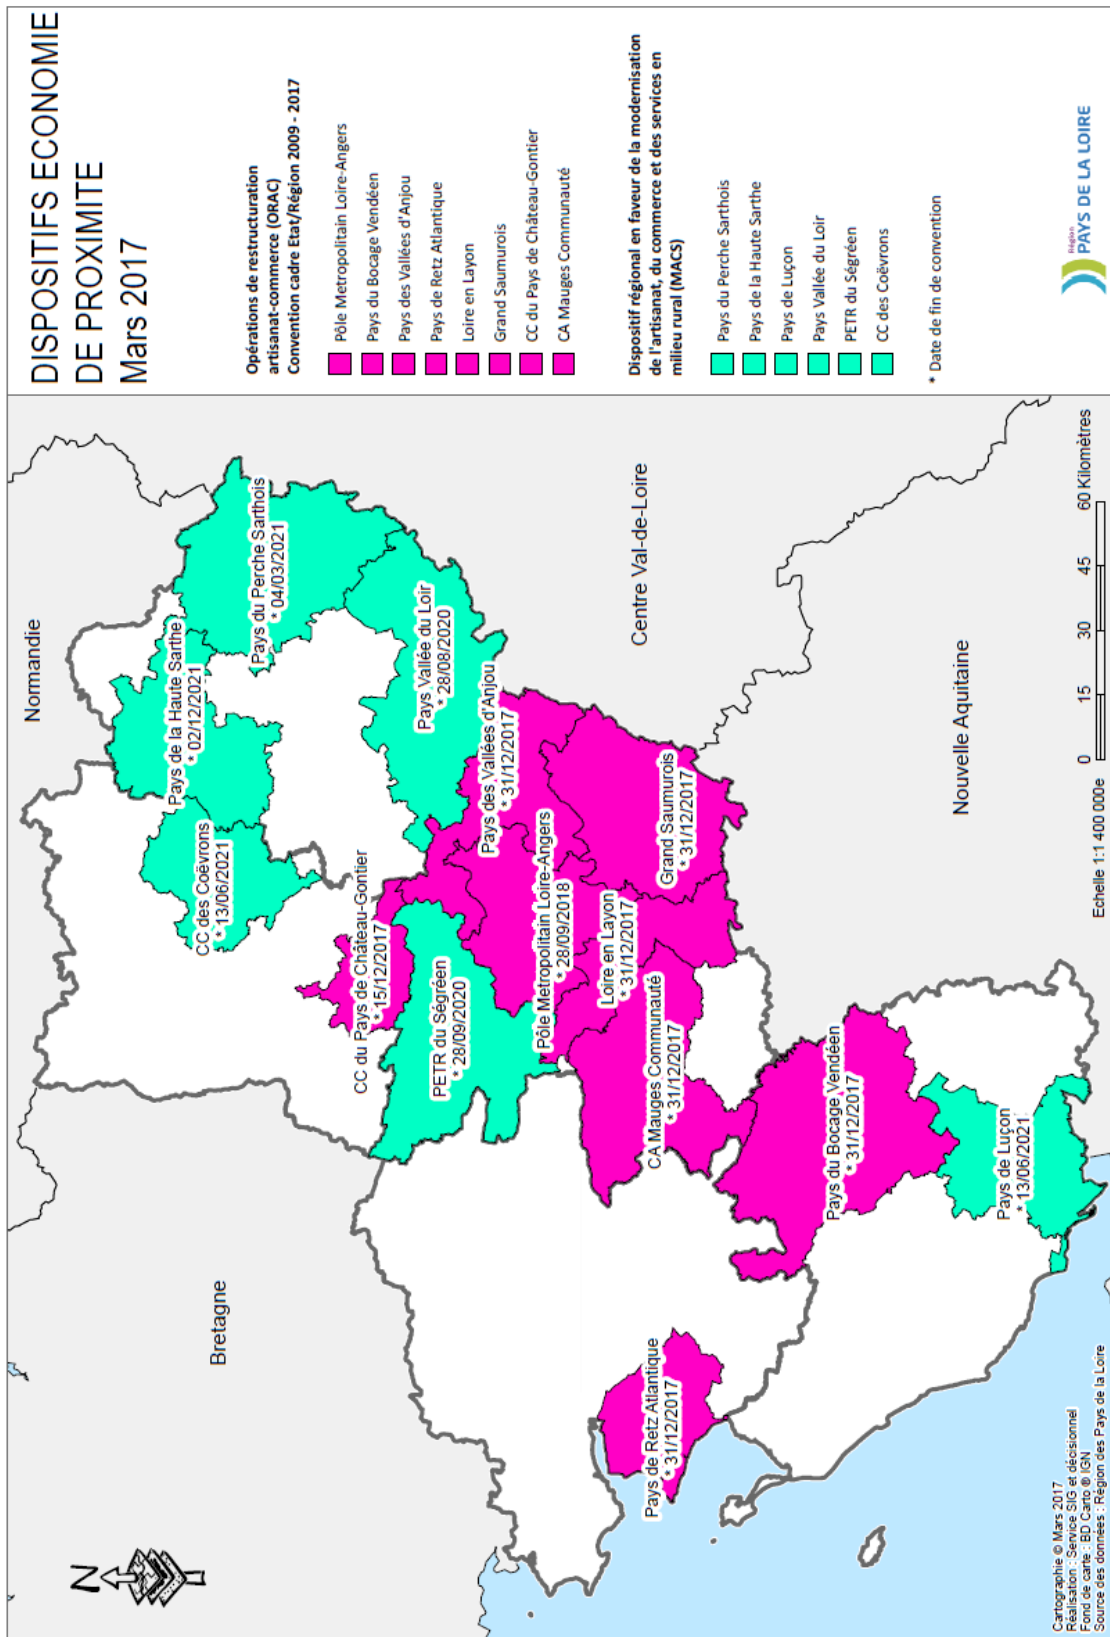 DISPOSITIFS ECONOMIE
DE PROXIMITE
Mars 2017
Opérations de restructuration
artisanat-commerce (ORAC)
Convention cadre Etat/Région 2009 - 2017
Pôle Metropolitain Loire-Angers
Pays du Bocage Vendéen
Pays des Vallées d'Anjou
Pays de Retz Atlantique
Loire en Layon
Grand Saumurois
CC du Pays de Château-Gontier
CA Mauges Communauté
Dispositif régional en faveur de la modernisation
de l'artisanat, du commerce et des services en
milieu rural (MACS)
Pays du Perche Sarthois
Pays de la Haute Sarthe
Pays de Luçon
Pays Vallée du Loir
PETR du Ségréen
CC des Coëvrons
* Date de fin de convention
Région
PAYS DE LA LOIRE
N
Normandie
Bretagne
Centre Val-de-Loire
Nouvelle Aquitaine
Pays de la Haute Sarthe
* 02/12/2021
Pays du Perche Sarthois
* 04/03/2021
CC des Coëvrons
* 13/06/2021
CC du Pays de Château-Gontier
* 15/12/2017
Pays Vallée du Loir
* 28/08/2020
PETR du Ségréen
* 28/09/2020
Pays des Vallées d'Anjou
* 31/12/2017
Pôle Metropolitain Loire-Angers
* 28/09/2018
Loire en Layon
* 31/12/2017
Grand Saumurois
* 31/12/2017
CA Mauges Communauté
* 31/12/2017
Pays de Retz Atlantique
* 31/12/2017
Pays du Bocage Vendéen
* 31/12/2017
Pays de Luçon
* 13/06/2021
Cartographie © Mars 2017
Réalisation : Service SIG et décisionnel
Fond de carte : BD Carto ® IGN
Source des données : Région des Pays de la Loire
0 15 30 45 60 Kilomètres
Echelle 1:1 400 000e